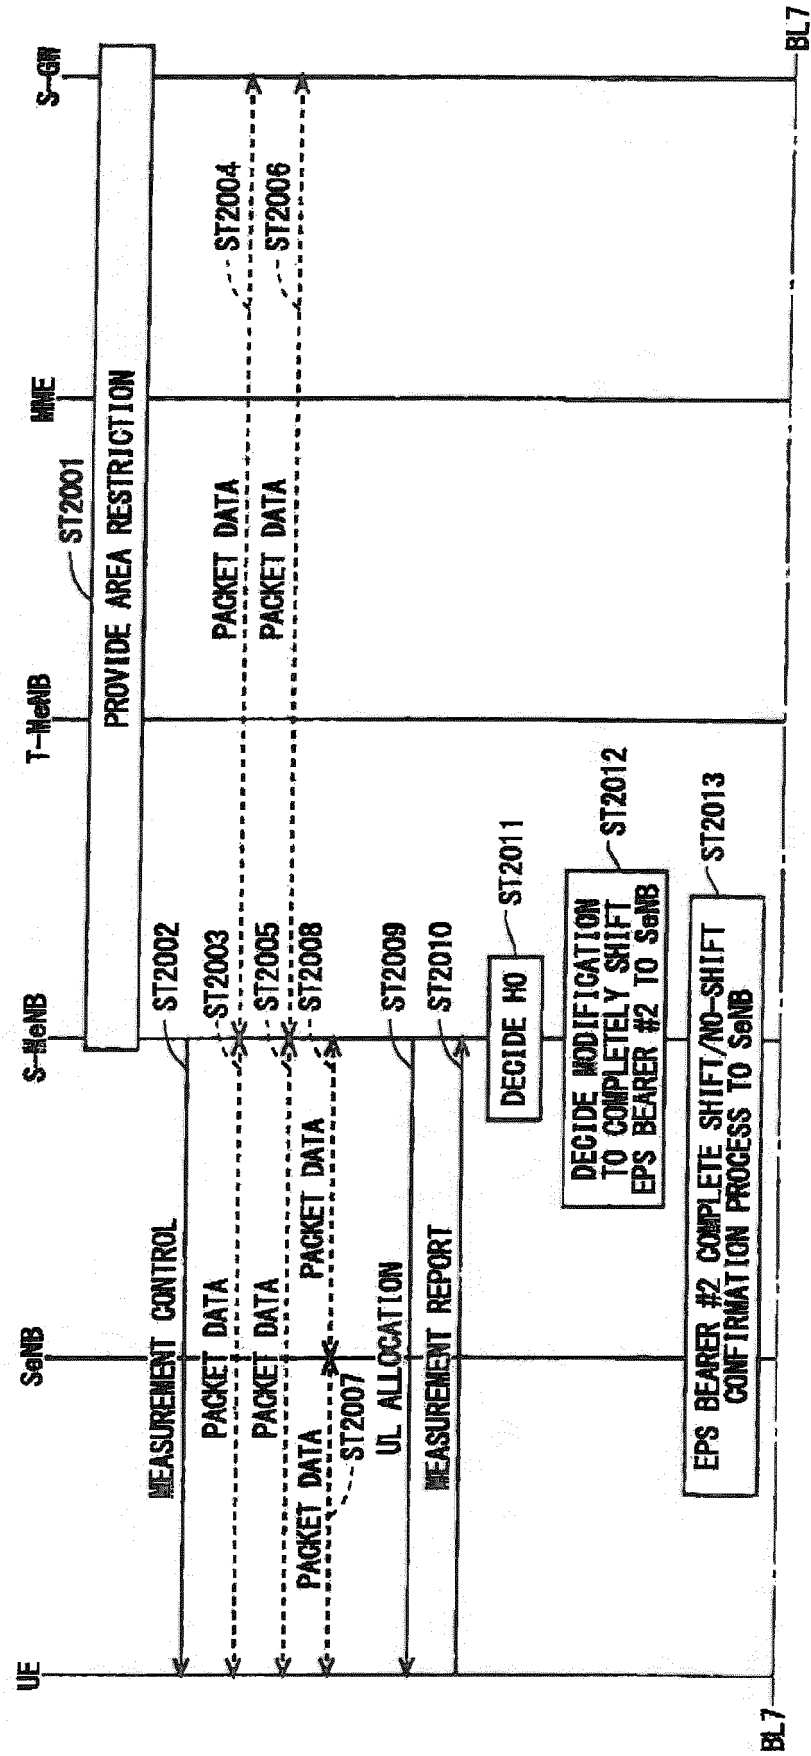 UE
SeNB
S-MeNB
T-MeNB
MME
S-GW
ST2001
PROVIDE AREA RESTRICTION
MEASUREMENT CONTROL
ST2002
PACKET DATA
ST2003
PACKET DATA
ST2004
PACKET DATA
ST2005
PACKET DATA
ST2006
PACKET DATA
ST2007
PACKET DATA
ST2008
UL ALLOCATION
ST2009
MEASUREMENT REPORT
ST2010
DECIDE HO
ST2011
DECIDE MODIFICATION
TO COMPLETELY SHIFT
EPS BEARER #2 TO SeNB
ST2012
EPS BEARER #2 COMPLETE SHIFT/NO-SHIFT
CONFIRMATION PROCESS TO SeNB
ST2013
BL7
BL7